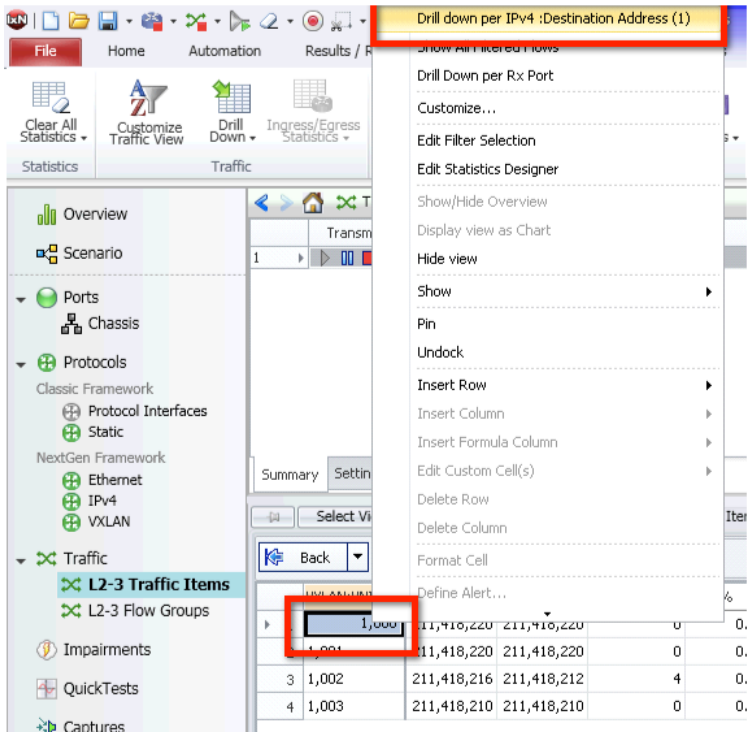 IxN
Drill down per IPv4 :Destination Address (1)
File
Home
Automation
Results / R
Show All Filtered Flows
Drill Down per Rx Port
Clear All
Statistics
Customize
Traffic View
Drill
Down
Ingress/Egress
Statistics
Customize...
s
Edit Filter Selection
Edit Statistics Designer
Statistics
Traffic
Show/Hide Overview
Display view as Chart
Hide view
Show
Pin
Undock
Insert Row
Insert Column
Insert Formula Column
Edit Custom Cell(s)
Delete Row
Delete Column
Format Cell
Define Alert...
Overview
Scenario
Ports
Chassis
Protocols
Classic Framework
Protocol Interfaces
Static
NextGen Framework
Ethernet
IPv4
VXLAN
Traffic
L2-3 Traffic Items
L2-3 Flow Groups
Impairments
QuickTests
Captures
T
Transm
1
Summary
Settin
Select Vi
Iter
Back
%
1,000 211,418,220 211,418,220 0 0.
2 1,001 211,418,220 211,418,220 0 0.
3 1,002 211,418,216 211,418,212 4 0.
4 1,003 211,418,210 211,418,210 0 0.